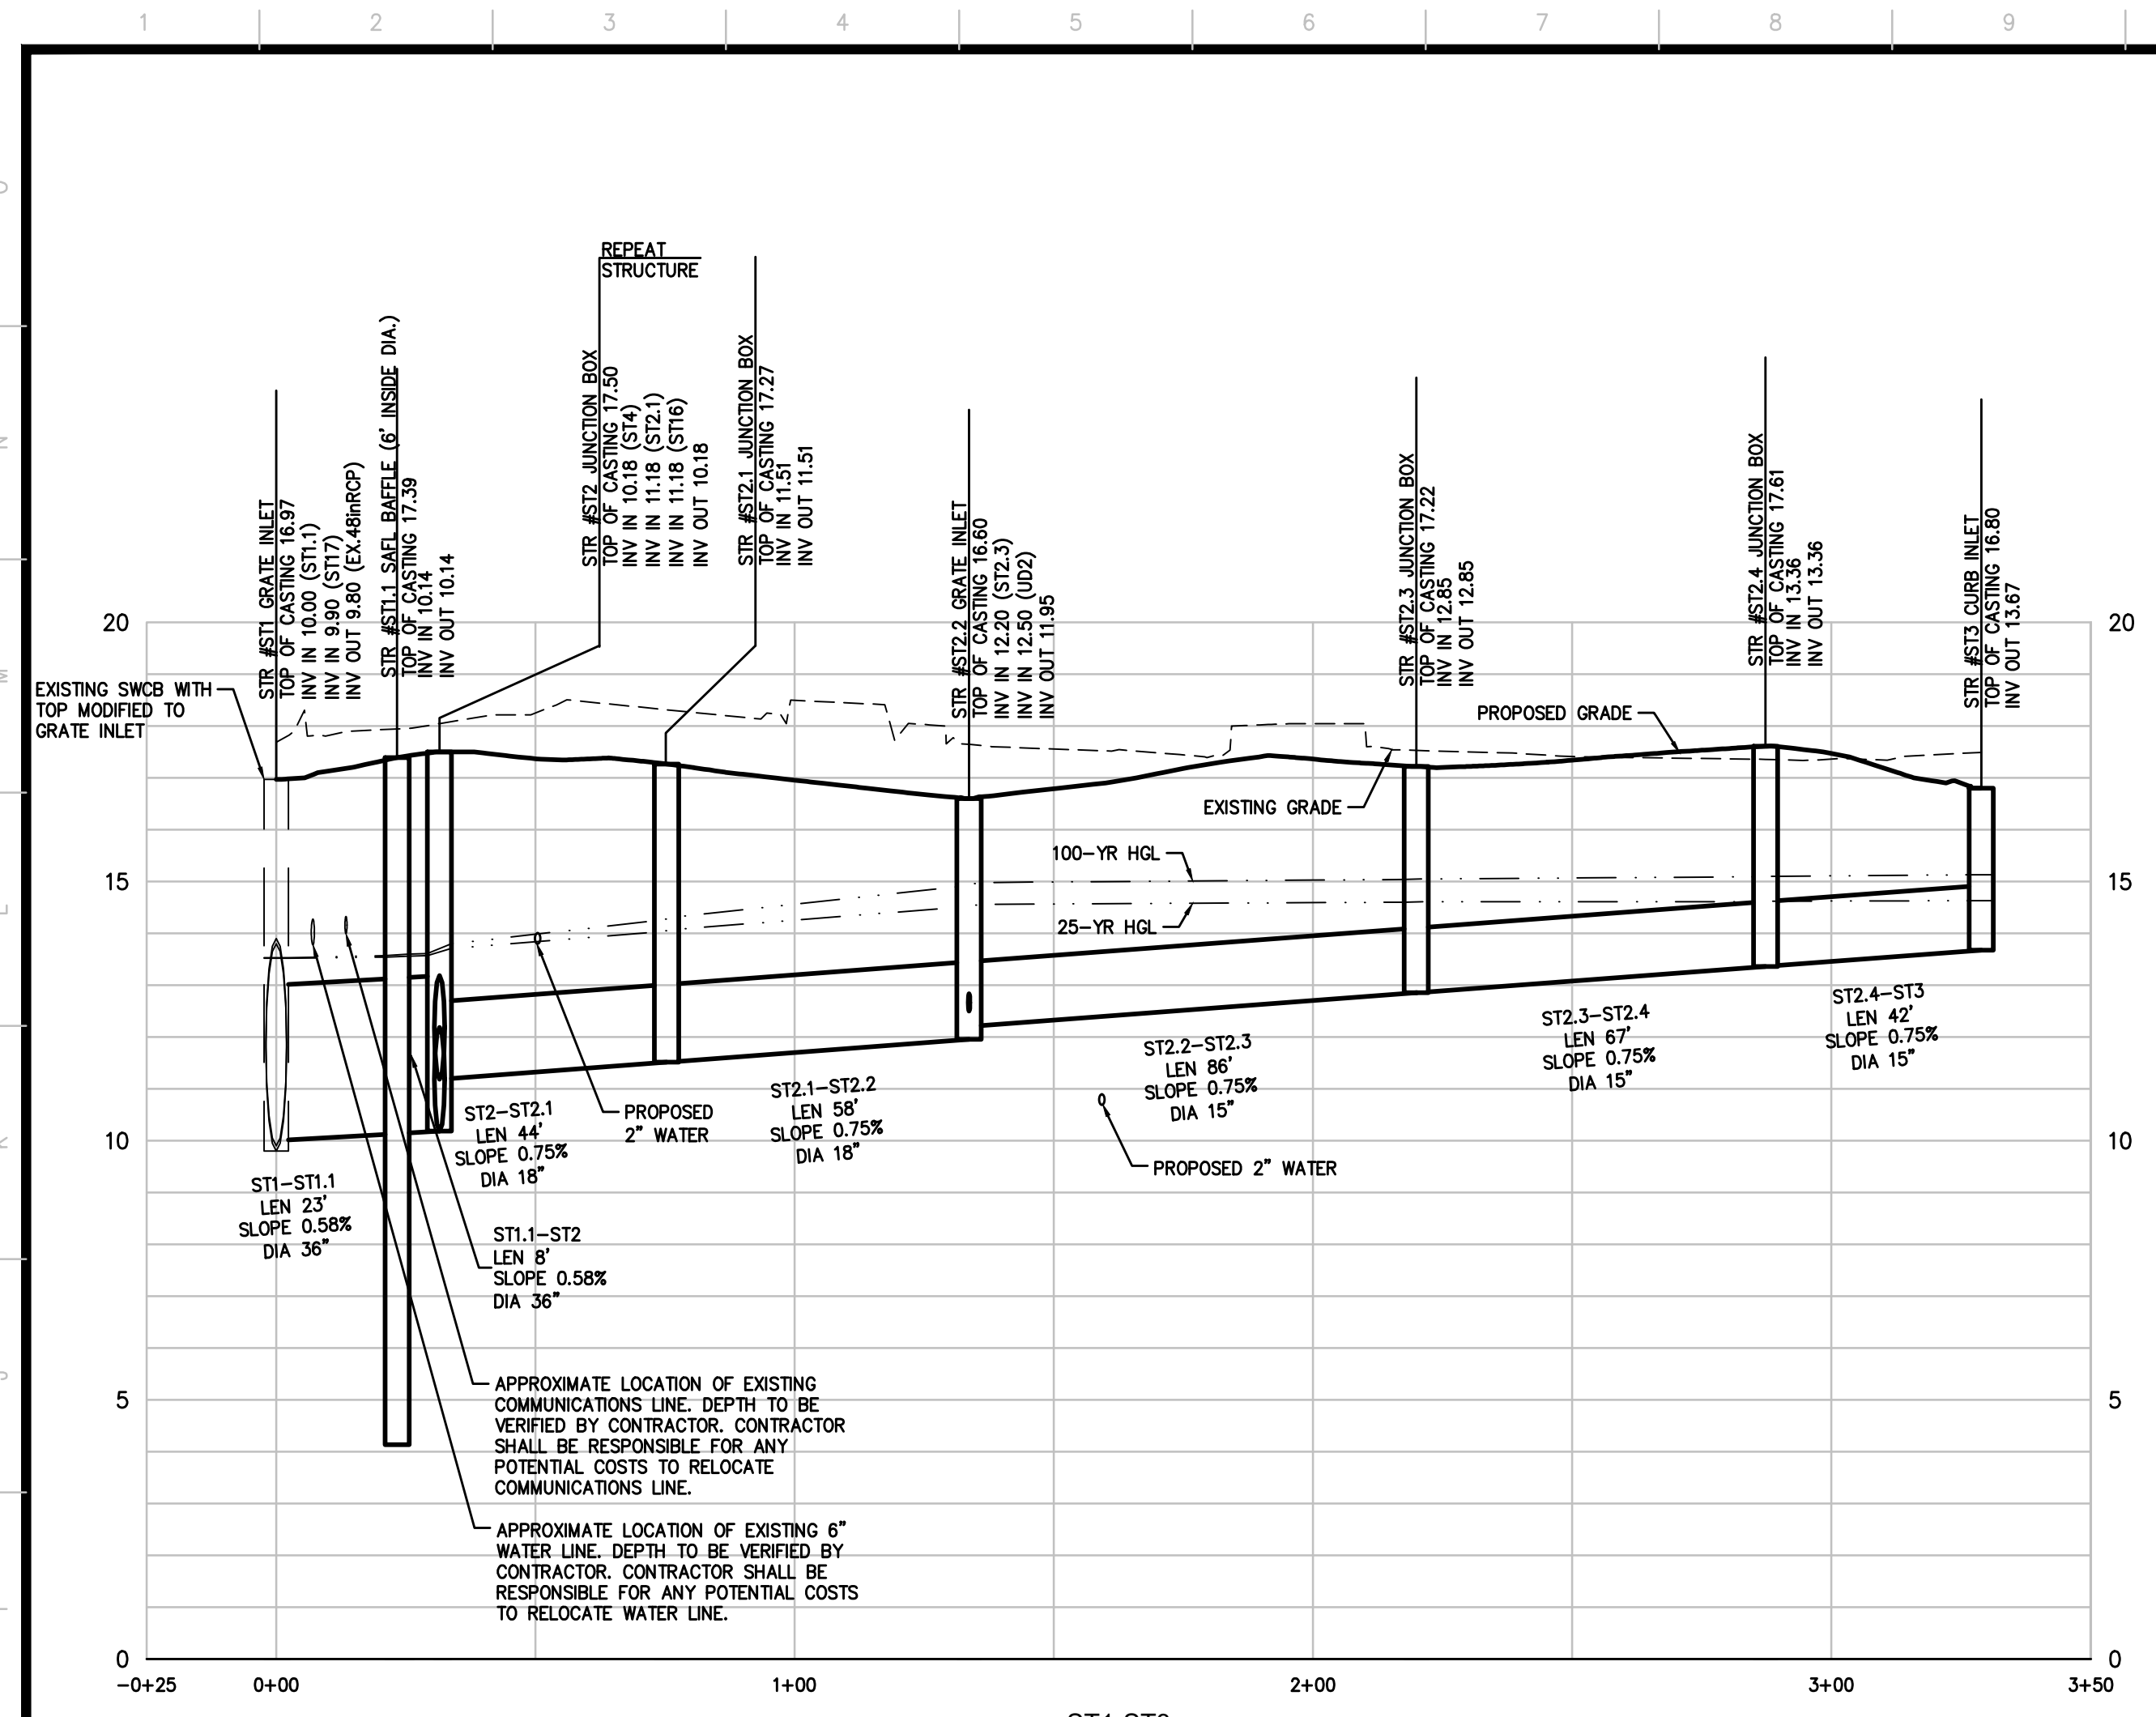 1 2 3 4 5 6 7 8 9
REPEAT
STRUCTURE
STR #ST1 GRATE INLET
TOP OF CASTING 16.97
INV IN 10.00 (ST1.1)
INV IN 9.90 (ST17)
INV OUT 9.80 (EX.48inRCP)
STR #ST1.1 SAFL BAFFLE (6' INSIDE DIA.)
TOP OF CASTING 17.39
INV IN 10.14
INV OUT 10.14
STR #ST2 JUNCTION BOX
TOP OF CASTING 17.50
INV IN 10.18 (ST4)
INV IN 11.18 (ST2.1)
INV IN 11.18 (ST16)
INV OUT 10.18
STR #ST2.1 JUNCTION BOX
TOP OF CASTING 17.27
INV IN 11.51
INV OUT 11.51
STR #ST2.2 GRATE INLET
TOP OF CASTING 16.60
INV IN 12.20 (ST2.3)
INV IN 12.50 (UD2)
INV OUT 11.95
STR #ST2.3 JUNCTION BOX
TOP OF CASTING 17.22
INV IN 12.85
INV OUT 12.85
STR #ST2.4 JUNCTION BOX
TOP OF CASTING 17.61
INV IN 13.36
INV OUT 13.36
STR #ST3 CURB INLET
TOP OF CASTING 16.80
INV OUT 13.67
20 20
EXISTING SWCB WITH
TOP MODIFIED TO
GRATE INLET
PROPOSED GRADE
EXISTING GRADE
100-YR HGL
15 15
25-YR HGL
ST2.4-ST3
LEN 42'
SLOPE 0.75%
DIA 15"
ST2.3-ST2.4
LEN 67'
SLOPE 0.75%
DIA 15"
ST2.2-ST2.3
LEN 86'
SLOPE 0.75%
DIA 15"
ST2.1-ST2.2
LEN 58'
SLOPE 0.75%
DIA 18"
ST2-ST2.1
LEN 44'
SLOPE 0.75%
DIA 18"
PROPOSED
2" WATER
10 10
PROPOSED 2" WATER
ST1-ST1.1
LEN 23'
SLOPE 0.58%
DIA 36"
ST1.1-ST2
LEN 8'
SLOPE 0.58%
DIA 36"
5 5
APPROXIMATE LOCATION OF EXISTING
COMMUNICATIONS LINE. DEPTH TO BE
VERIFIED BY CONTRACTOR. CONTRACTOR
SHALL BE RESPONSIBLE FOR ANY
POTENTIAL COSTS TO RELOCATE
COMMUNICATIONS LINE.
APPROXIMATE LOCATION OF EXISTING 6"
WATER LINE. DEPTH TO BE VERIFIED BY
CONTRACTOR. CONTRACTOR SHALL BE
RESPONSIBLE FOR ANY POTENTIAL COSTS
TO RELOCATE WATER LINE.
0 0
-0+25 0+00 1+00 2+00 3+00 3+50